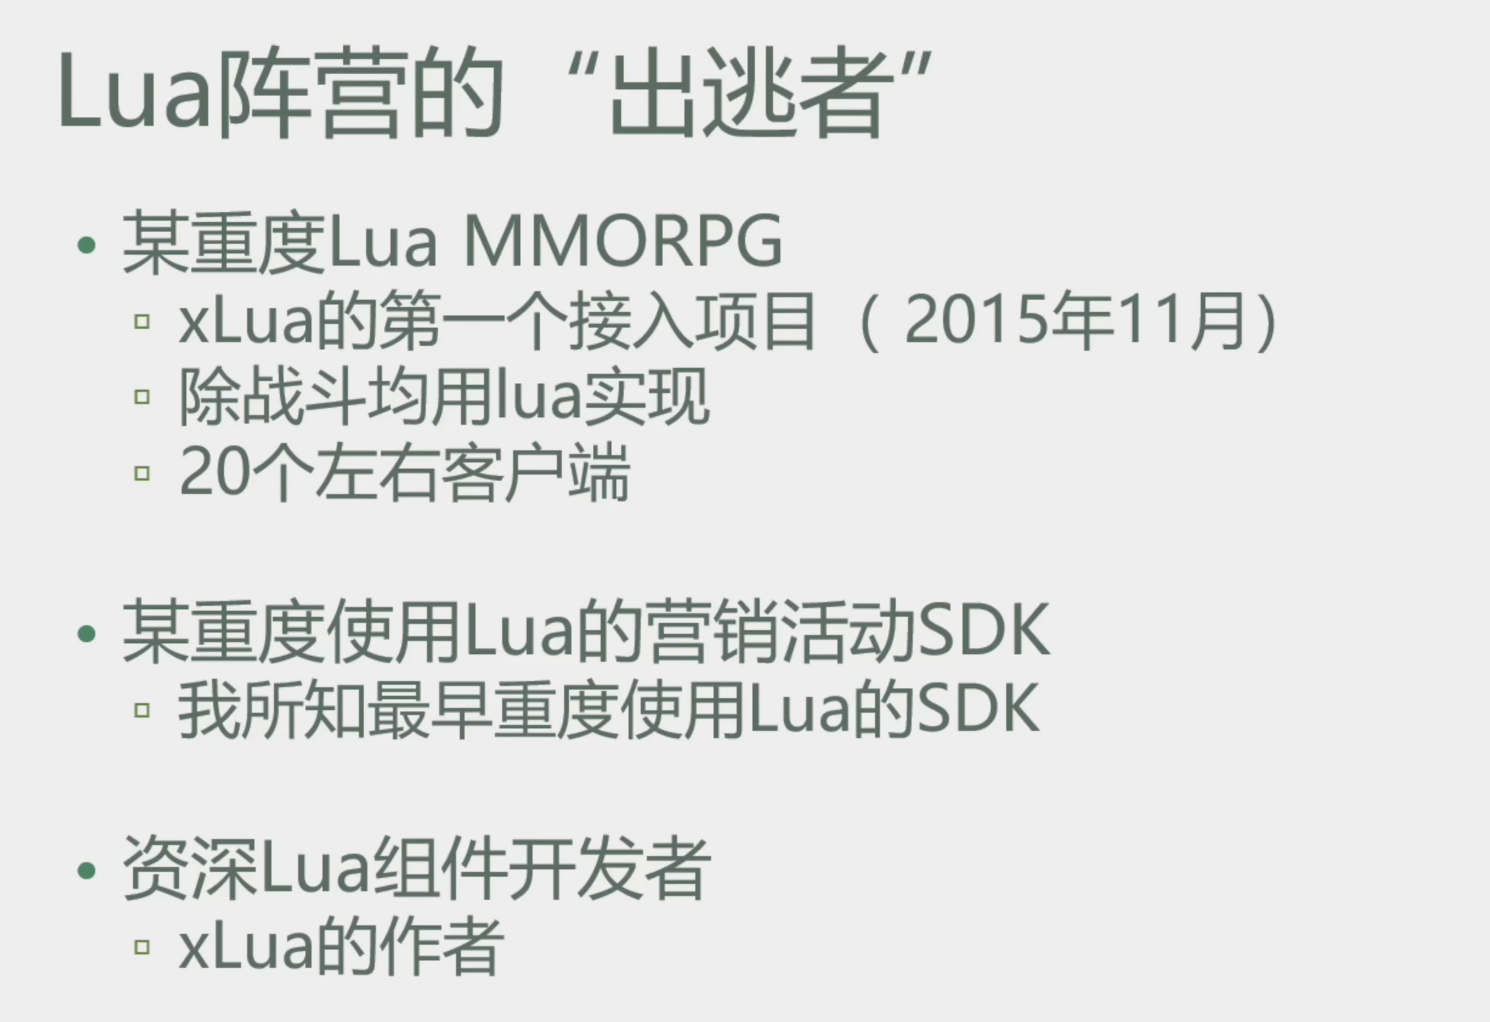 Lua阵营的“出逃者”
• 某重度Lua MMORPG
▫ xLua的第一个接入项目（ 2015年11月）
▫ 除战斗均用lua实现
▫ 20个左右客户端
• 某重度使用Lua的营销活动SDK
▫ 我所知最早重度使用Lua的SDK
• 资深Lua组件开发者
▫ xLua的作者